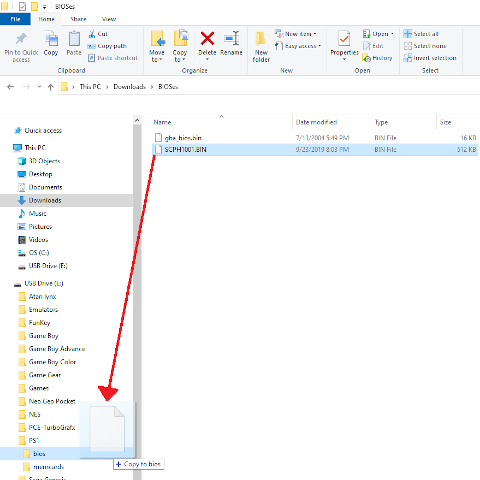 BIOSes
File Home Share View
Pin to Quick access
Copy
Paste
Cut
Copy path
Paste shortcut
Move to
Copy to
Delete
Rename
New folder
New item
Easy access
Properties
Open
Edit
History
Select all
Select none
Invert selection
Clipboard Organize New Open Select
This PC > Downloads > BIOSes
Name Date modified Type Size
gba_bios.bin 7/13/2004 5:49 PM BIN File 16 KB
SCPH1001.BIN 9/23/2019 8:03 PM BIN File 512 KB
Quick access
This PC
3D Objects
Desktop
Documents
Downloads
Music
Pictures
Videos
OS (C:)
USB Drive (E:)
USB Drive (E:)
Atari lynx
Emulators
FunKey
Game Boy
Game Boy Advance
Game Boy Color
Game Gear
Games
Neo Geo Pocket
NES
PCE-TurboGrafx
PS1
bios
+ Copy to bios
memcards
Sega Genesis